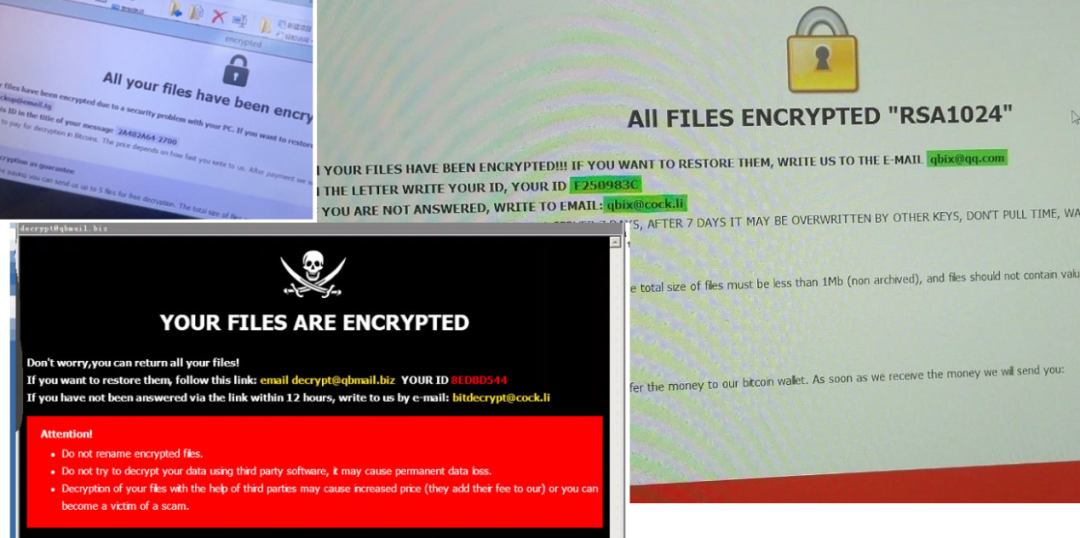 encrypted
All your files have been encry
r files have been encrypted due to a security problem with your PC. If you want to restore
ckup@email.tg
is ID in the title of your message 2A482A64-2700
to pay for decryption in Bitcoins. The price depends on how fast you write to us. After payment we w
cryption as guarantee
paying you can send us up to 5 files for free decryption. The total size of files
All FILES ENCRYPTED "RSA1024"
YOUR FILES HAVE BEEN ENCRYPTED!!! IF YOU WANT TO RESTORE THEM, WRITE US TO THE E-MAIL qbix@qq.com
THE LETTER WRITE YOUR ID, YOUR ID F250983C
YOU ARE NOT ANSWERED, WRITE TO EMAIL: qbix@cock.li
7 DAYS, AFTER 7 DAYS IT MAY BE OVERWRITTEN BY OTHER KEYS, DON'T PULL TIME, WA
e total size of files must be less than 1Mb (non archived), and files should not contain valu
fer the money to our bitcoin wallet. As soon as we receive the money we will send you:
decrypt@qbmail.biz
YOUR FILES ARE ENCRYPTED
Don't worry,you can return all your files!
If you want to restore them, follow this link: email decrypt@qbmail.biz YOUR ID 8EDBD544
If you have not been answered via the link within 12 hours, write to us by e-mail: bitdecrypt@cock.li
Attention!
Do not rename encrypted files.
Do not try to decrypt your data using third party software, it may cause permanent data loss.
Decryption of your files with the help of third parties may cause increased price (they add their fee to our) or you can
become a victim of a scam.